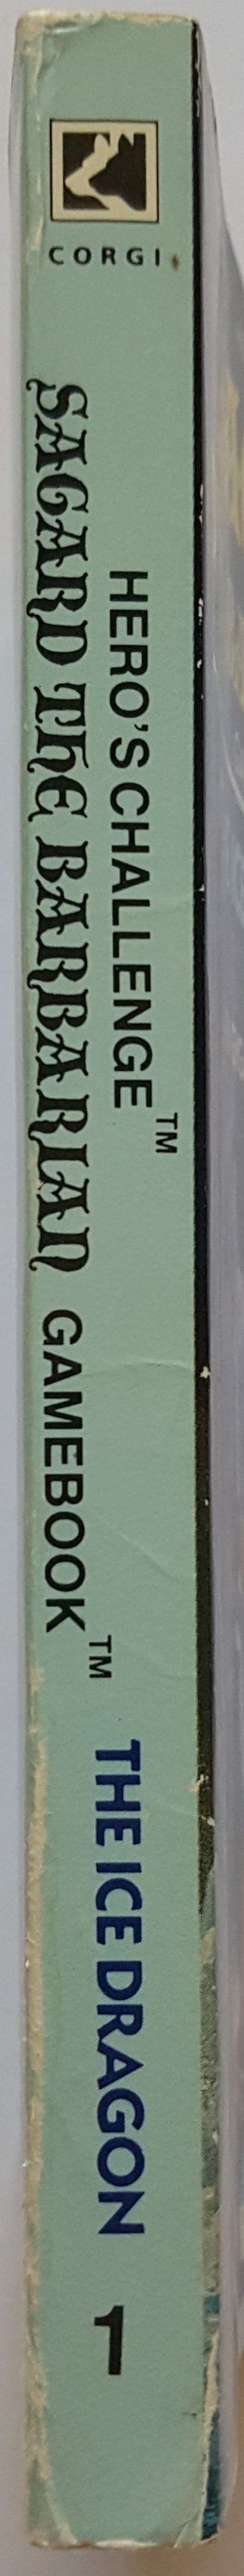 CORGI
HERO'S CHALLENGE™
SAGARD THE BARBARIAN GAMEBOOK™
THE ICE DRAGON
1